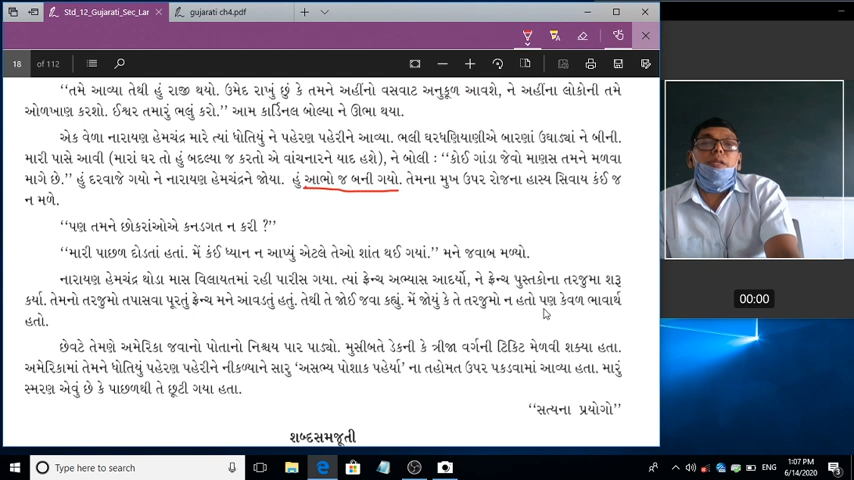 Std_12_Gujarati_Sec_Lar
gujarati ch4.pdf
18 of 112
‘‘તમે આવ્યા તેથી હું રાજી થયો. ઉમેદ રાખું છું કે તમને અહીંનો વસવાટ અનુકૂળ આવશે, ને અહીંના લોકોની તમે
ઓળખાણ કરશો. ઈશ્વર તમારું ભલું કરો.’’ આમ કાર્ડિનલ બોલ્યા ને ઊભા થયા.
એક વેળા નારાયણ હેમચંદ્ર મારે ત્યાં ધોતિયું ને પહેરણ પહેરીને આવ્યા. ભલી ઘરધણિયાણીએ બારણાં ઉઘાડ્યાં ને બીની.
મારી પાસે આવી (મારાં ઘર તો હું બદલ્યા જ કરતો એ વાંચનારને યાદ હશે), ને બોલી : ‘‘કોઈ ગાંડા જેવો માણસ તમને મળવા
માગે છે.’’ હું દરવાજે ગયો ને નારાયણ હેમચંદ્રને જોયા. હું આભો જ બની ગયો. તેમના મુખ ઉપર રોજના હાસ્ય સિવાય કંઈ જ
ન મળે.
‘‘પણ તમને છોકરાંઓએ કનડગત ન કરી ?’’
‘‘મારી પાછળ દોડતાં હતાં. મેં કંઈ ધ્યાન ન આપ્યું એટલે તેઓ શાંત થઈ ગયાં.’’ મને જવાબ મળ્યો.
નારાયણ હેમચંદ્ર થોડા માસ વિલાયતમાં રહી પારીસ ગયા. ત્યાં ફ્રેન્ચ અભ્યાસ આદર્યો, ને ફ્રેન્ચ પુસ્તકોના તરજુમા શરૂ
કર્યા. તેમનો તરજુમો તપાસવા પૂરતું ફ્રેન્ચ મને આવડતું હતું. તેથી તે જોઈ જવા કહ્યું. મેં જોયું કે તે તરજુમો ન હતો પણ કેવળ ભાવાર્થ
હતો.
છેવટે તેમણે અમેરિકા જવાનો પોતાનો નિશ્ચય પાર પાડ્યો. મુસીબતે ડેકની કે ત્રીજા વર્ગની ટિકિટ મેળવી શક્યા હતા.
અમેરિકામાં તેમને ધોતિયું પહેરણ પહેરીને નીકળ્યાને સારુ ‘અસભ્ય પોશાક પહેર્યા’ ના તહોમત ઉપર પકડવામાં આવ્યા હતા. મારું
સ્મરણ એવું છે કે પાછળથી તે છૂટી ગયા હતા.
‘‘સત્યના પ્રયોગો’’
શબ્દસમજૂતી
00:00
Type here to search
ENG
1:07 PM
6/14/2020
3